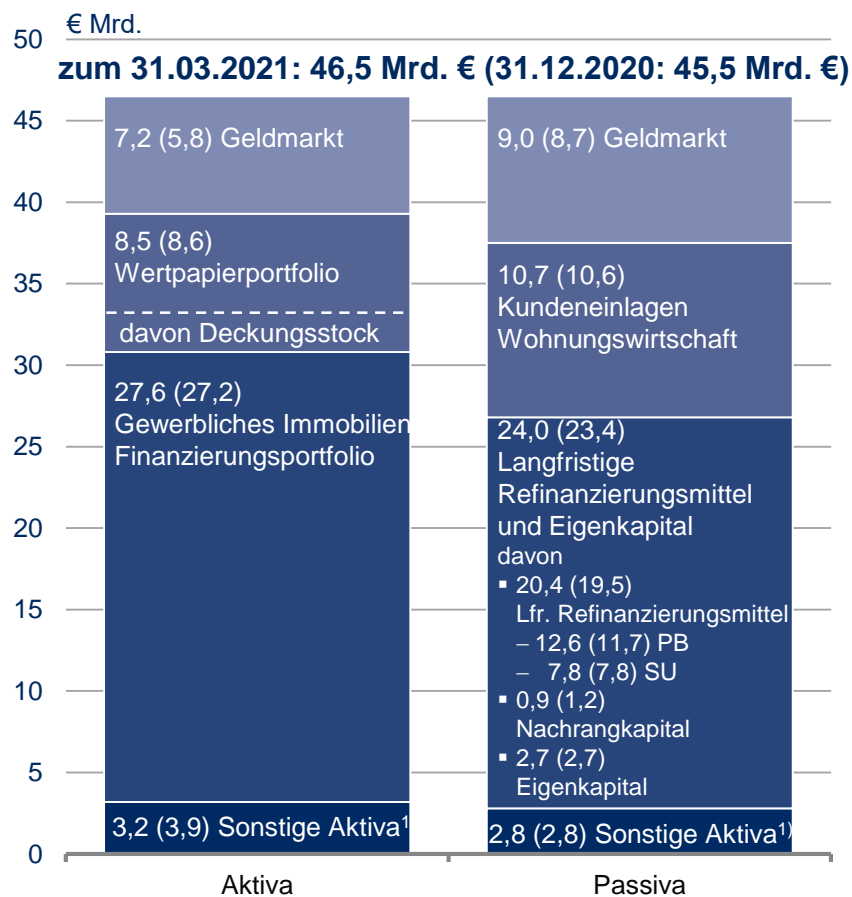 € Mrd.
zum 31.03.2021: 46,5 Mrd. € (31.12.2020: 45,5 Mrd. €)
50
45
40
35
30
25
20
15
10
5
0
7,2 (5,8) Geldmarkt
8,5 (8,6)
Wertpapierportfolio
davon Deckungsstock
27,6 (27,2)
Gewerbliches Immobilien
Finanzierungsportfolio
3,2 (3,9) Sonstige Aktiva¹
9,0 (8,7) Geldmarkt
10,7 (10,6)
Kundeneinlagen
Wohnungswirtschaft
24,0 (23,4)
Langfristige
Refinanzierungsmittel
und Eigenkapital
davon
▪ 20,4 (19,5)
Lfr. Refinanzierungsmittel
– 12,6 (11,7) PB
– 7,8 (7,8) SU
▪ 0,9 (1,2)
Nachrangkapital
▪ 2,7 (2,7)
Eigenkapital
2,8 (2,8) Sonstige Aktiva¹⁾
Aktiva
Passiva